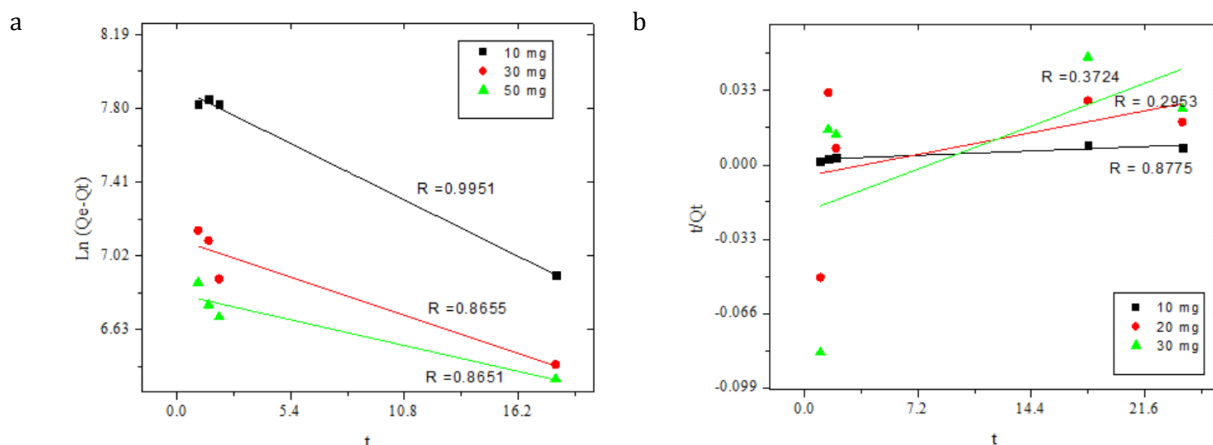 a
8.19
7.80
7.41
7.02
6.63
Ln (Qe-Qt)
10 mg
30 mg
50 mg
R =0.9951
R =0.8655
R =0.8651
0.0
5.4
10.8
16.2
t
b
0.033
0.000
-0.033
-0.066
-0.099
t/Qt
R =0.3724
R = 0.2953
R =0.8775
10 mg
20 mg
30 mg
0.0
7.2
14.4
21.6
t